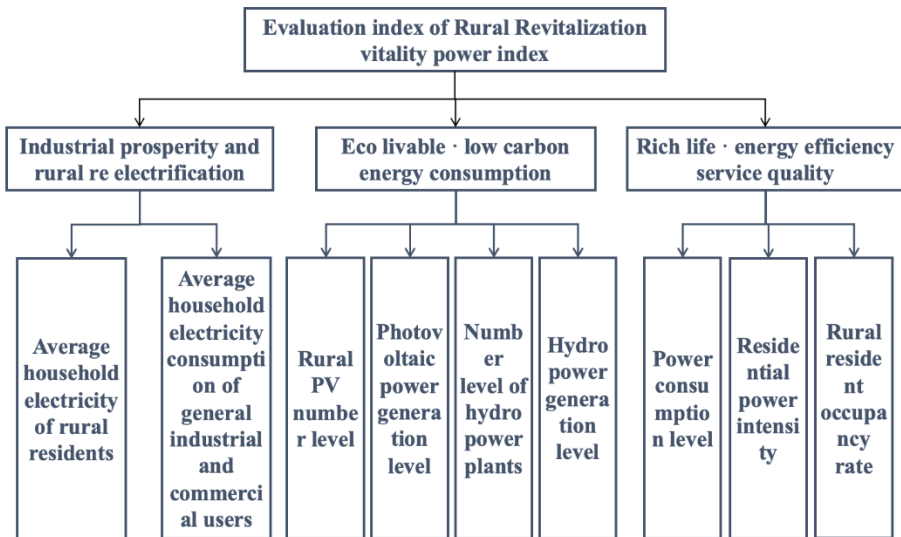 Evaluation index of Rural Revitalization
vitality power index
Industrial prosperity and
rural re electrification
Eco livable · low carbon
energy consumption
Rich life · energy efficiency
service quality
Average
household
electricity
of rural
residents
Average
household
electricity
consumpti
on of
general
industrial
and
commerci
al users
Rural
PV
numbe
r level
Photov
oltaic
power
gene
ration
level
Numb
er
level of
hydro
power
plants
Hydro
power
gene
ration
level
Power
consu
mptio
n level
Reside
ntial
power
intensi
ty
Rural
reside
nt
occupa
ncy
rate